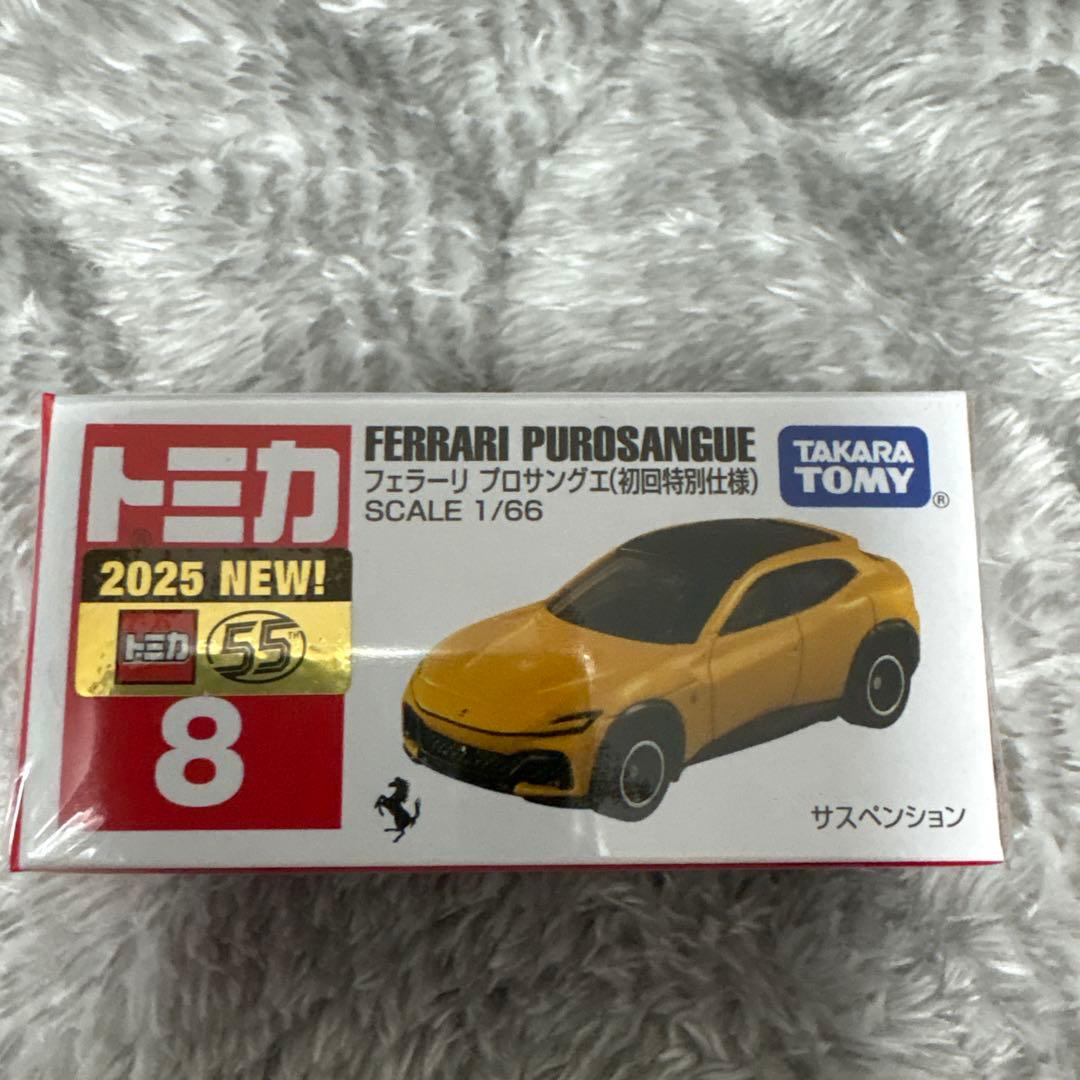 トミカ
2025 NEW!
トミカ 55TM
8
FERRARI PUROSANGUE
フェラーリ プロサングエ(初回特別仕様)
SCALE 1/66
TAKARA
TOMY®
サスペンション